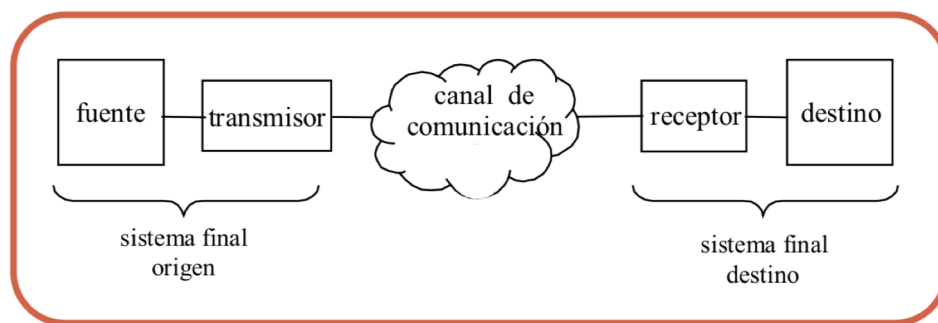 fuente
transmisor
canal de
comunicación
receptor
destino
sistema final
origen
sistema final
destino